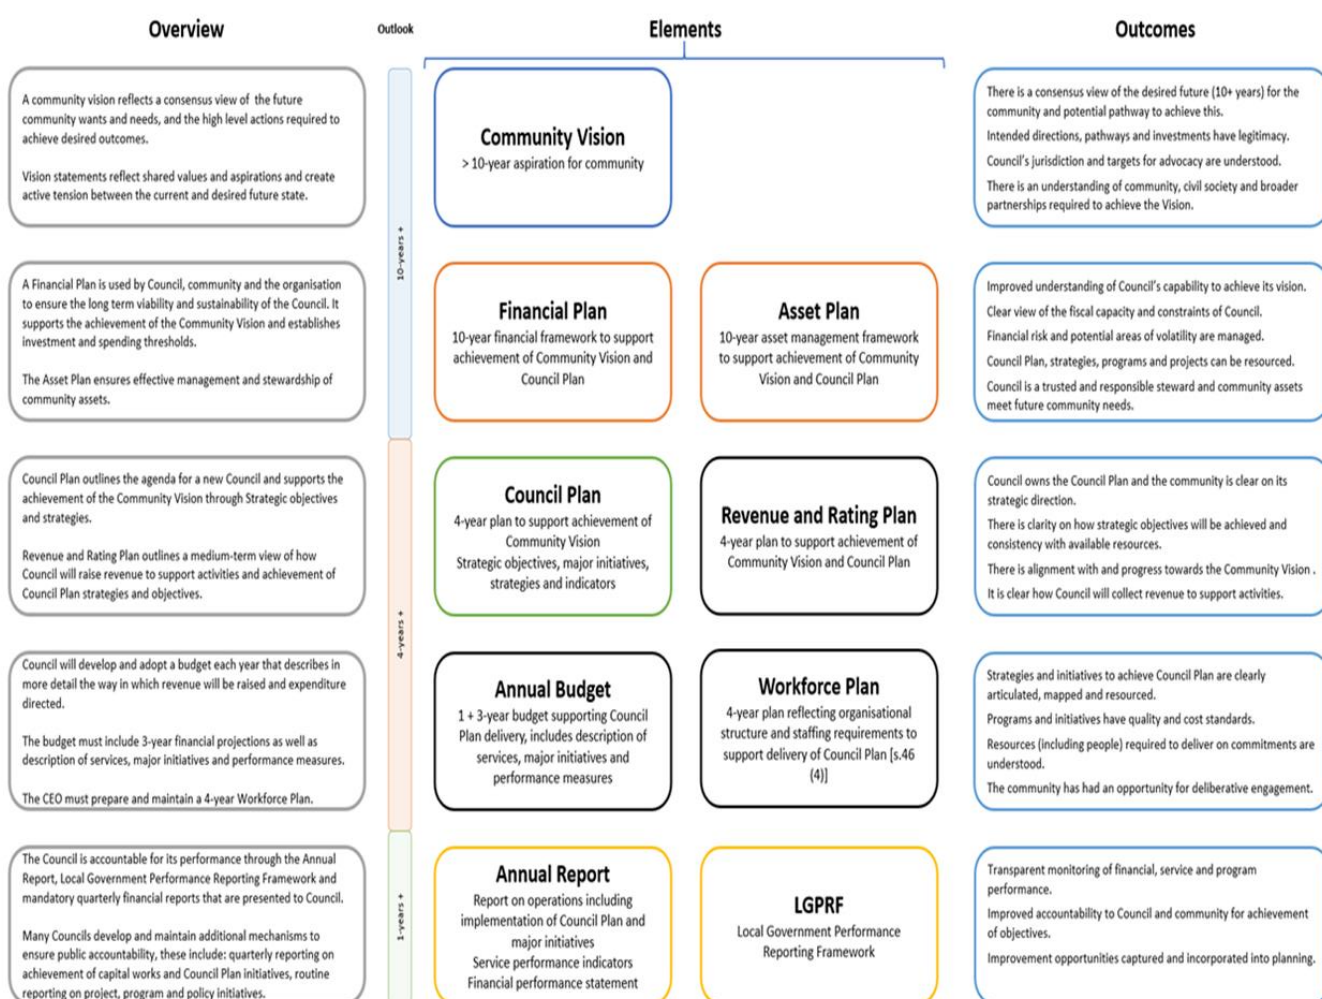 Overview
Outlook
Elements
Outcomes
A community vision reflects a consensus view of the future
community wants and needs, and the high level actions required to
achieve desired outcomes.
Vision statements reflect shared values and aspirations and create
active tension between the current and desired future state.
10-years +
Community Vision
> 10-year aspiration for community
There is a consensus view of the desired future (10+ years) for the
community and potential pathway to achieve this.
Intended directions, pathways and investments have legitimacy.
Council's jurisdiction and targets for advocacy are understood.
There is an understanding of community, civil society and broader
partnerships required to achieve the Vision.
A Financial Plan is used by Council, community and the organisation
to ensure the long term viability and sustainability of the Council. It
supports the achievement of the Community Vision and establishes
investment and spending thresholds.
The Asset Plan ensures effective management and stewardship of
community assets.
Financial Plan
10-year financial framework to support
achievement of Community Vision and
Council Plan
Asset Plan
10-year asset management framework
to support achievement of Community
Vision and Council Plan
Improved understanding of Council's capability to achieve its vision.
Clear view of the fiscal capacity and constraints of Council.
Financial risk and potential areas of volatility are managed.
Council Plan, strategies, programs and projects can be resourced.
Council is a trusted and responsible steward and community assets
meet future community needs.
Council Plan outlines the agenda for a new Council and supports the
achievement of the Community Vision through Strategic objectives
and strategies.
Revenue and Rating Plan outlines a medium-term view of how
Council will raise revenue to support activities and achievement of
Council Plan strategies and objectives.
4-years +
Council Plan
4-year plan to support achievement of
Community Vision
Strategic objectives, major initiatives,
strategies and indicators
Revenue and Rating Plan
4-year plan to support achievement of
Community Vision and Council Plan
Council owns the Council Plan and the community is clear on its
strategic direction.
There is clarity on how strategic objectives will be achieved and
consistency with available resources.
There is alignment with and progress towards the Community Vision .
It is clear how Council will collect revenue to support activities.
Council will develop and adopt a budget each year that describes in
more detail the way in which revenue will be raised and expenditure
directed.
The budget must include 3-year financial projections as well as
description of services, major initiatives and performance measures.
The CEO must prepare and maintain a 4-year Workforce Plan.
Annual Budget
1 + 3-year budget supporting Council
Plan delivery, includes description of
services, major initiatives and
performance measures
Workforce Plan
4-year plan reflecting organisational
structure and staffing requirements to
support delivery of Council Plan [s.46
(4)]
Strategies and initiatives to achieve Council Plan are clearly
articulated, mapped and resourced.
Programs and initiatives have quality and cost standards.
Resources (including people) required to deliver on commitments are
understood.
The community has had an opportunity for deliberative engagement.
The Council is accountable for its performance through the Annual
Report, Local Government Performance Reporting Framework and
mandatory quarterly financial reports that are presented to Council.
Many Councils develop and maintain additional mechanisms to
ensure public accountability, these include: quarterly reporting on
achievement of capital works and Council Plan initiatives, routine
reporting on project, program and policy initiatives.
1-years +
Annual Report
Report on operations including
implementation of Council Plan and
major initiatives
Service performance indicators
Financial performance statement
LGPRF
Local Government Performance
Reporting Framework
Transparent monitoring of financial, service and program
performance.
Improved accountability to Council and community for achievement
of objectives.
Improvement opportunities captured and incorporated into planning.